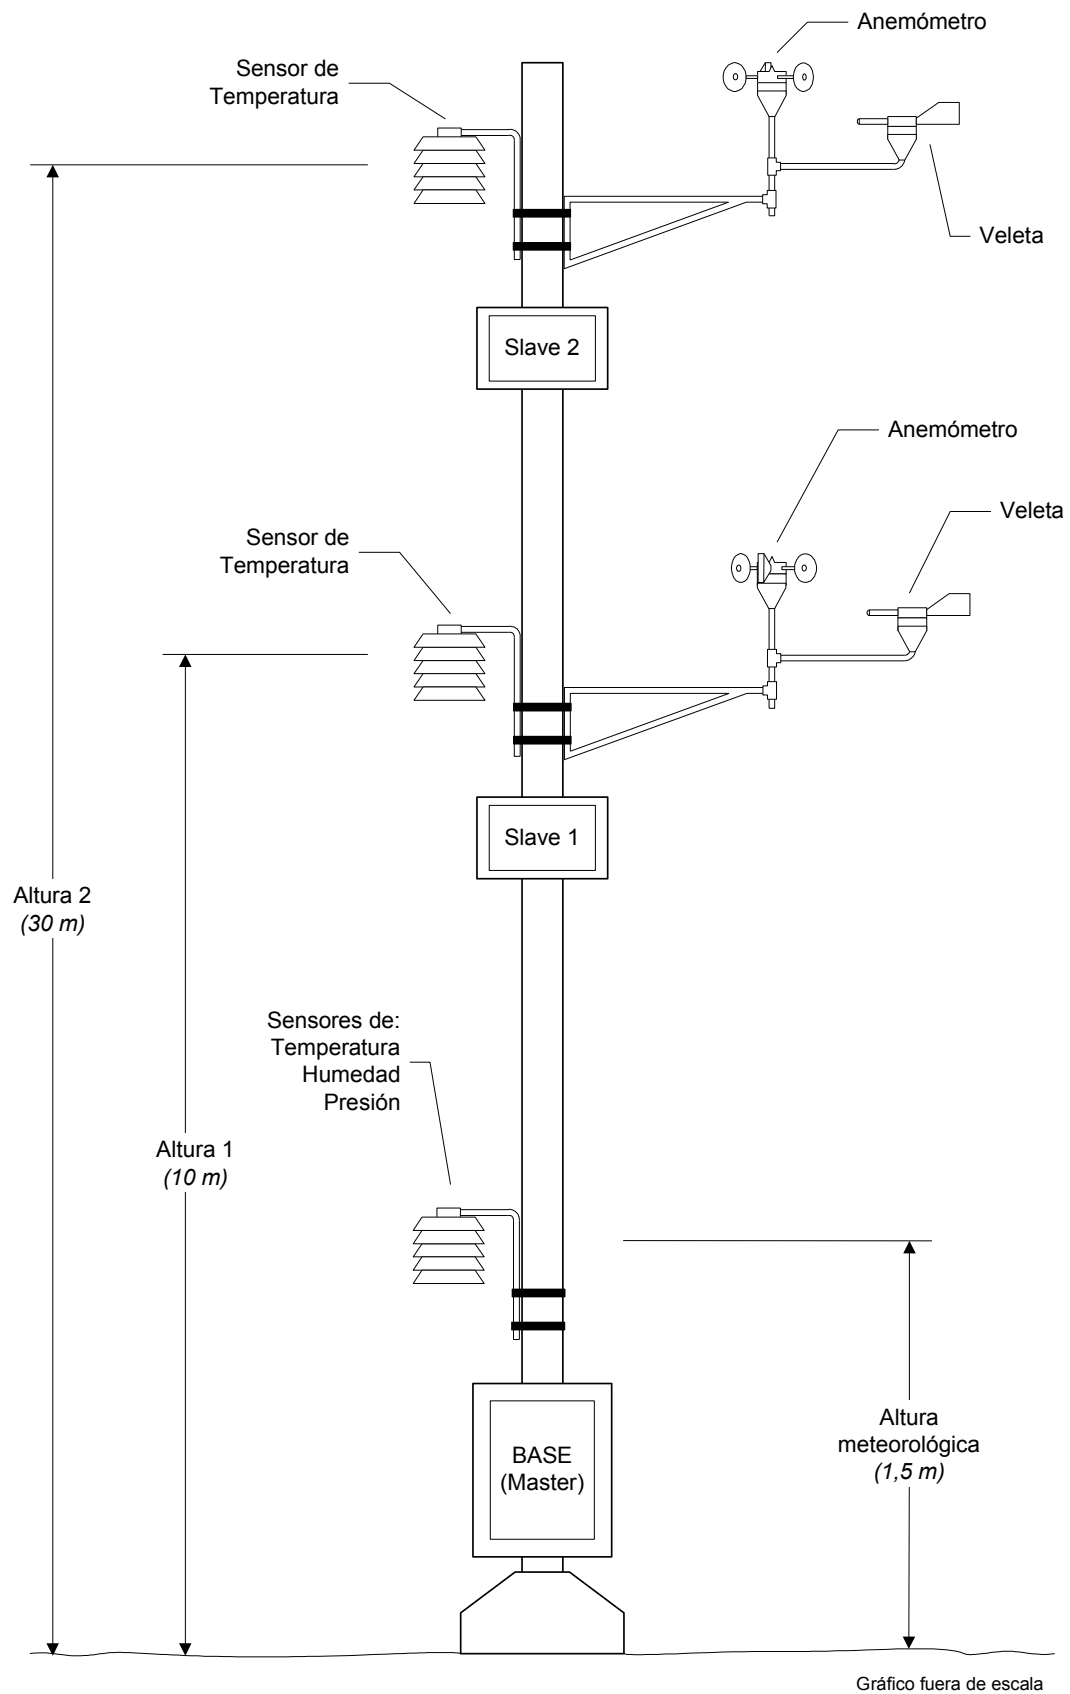 Anemómetro
Sensor de
Temperatura
Veleta
Slave 2
Anemómetro
Veleta
Sensor de
Temperatura
Slave 1
Altura 2
(30 m)
Sensores de:
Temperatura
Humedad
Presión
Altura 1
(10 m)
Altura
meteorológica
(1,5 m)
BASE
(Master)
Gráfico fuera de escala